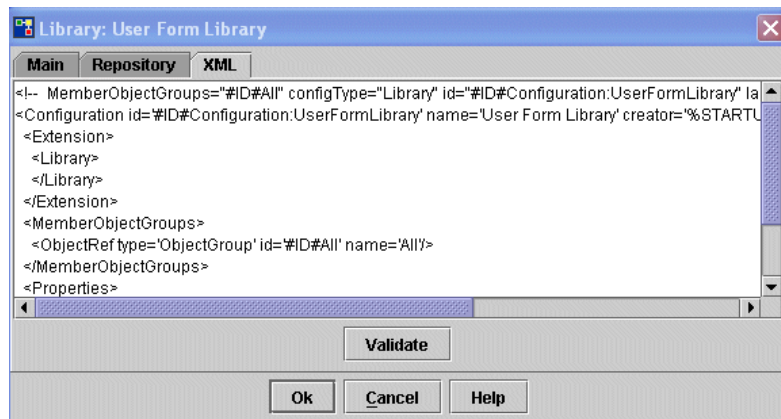 Library: User Form Library
Main Repository XML
<!-- MemberObjectGroups="#ID#All" configType="Library" id="#ID#Configuration:UserFormLibrary" la
<Configuration id='#ID#Configuration:UserFormLibrary' name='User Form Library' creator='%STARTU
<Extension>
<Library>
</Library>
</Extension>
<MemberObjectGroups>
<ObjectRef type='ObjectGroup' id='#ID#All' name='All'/>
</MemberObjectGroups>
<Properties>
Validate
Ok Cancel Help